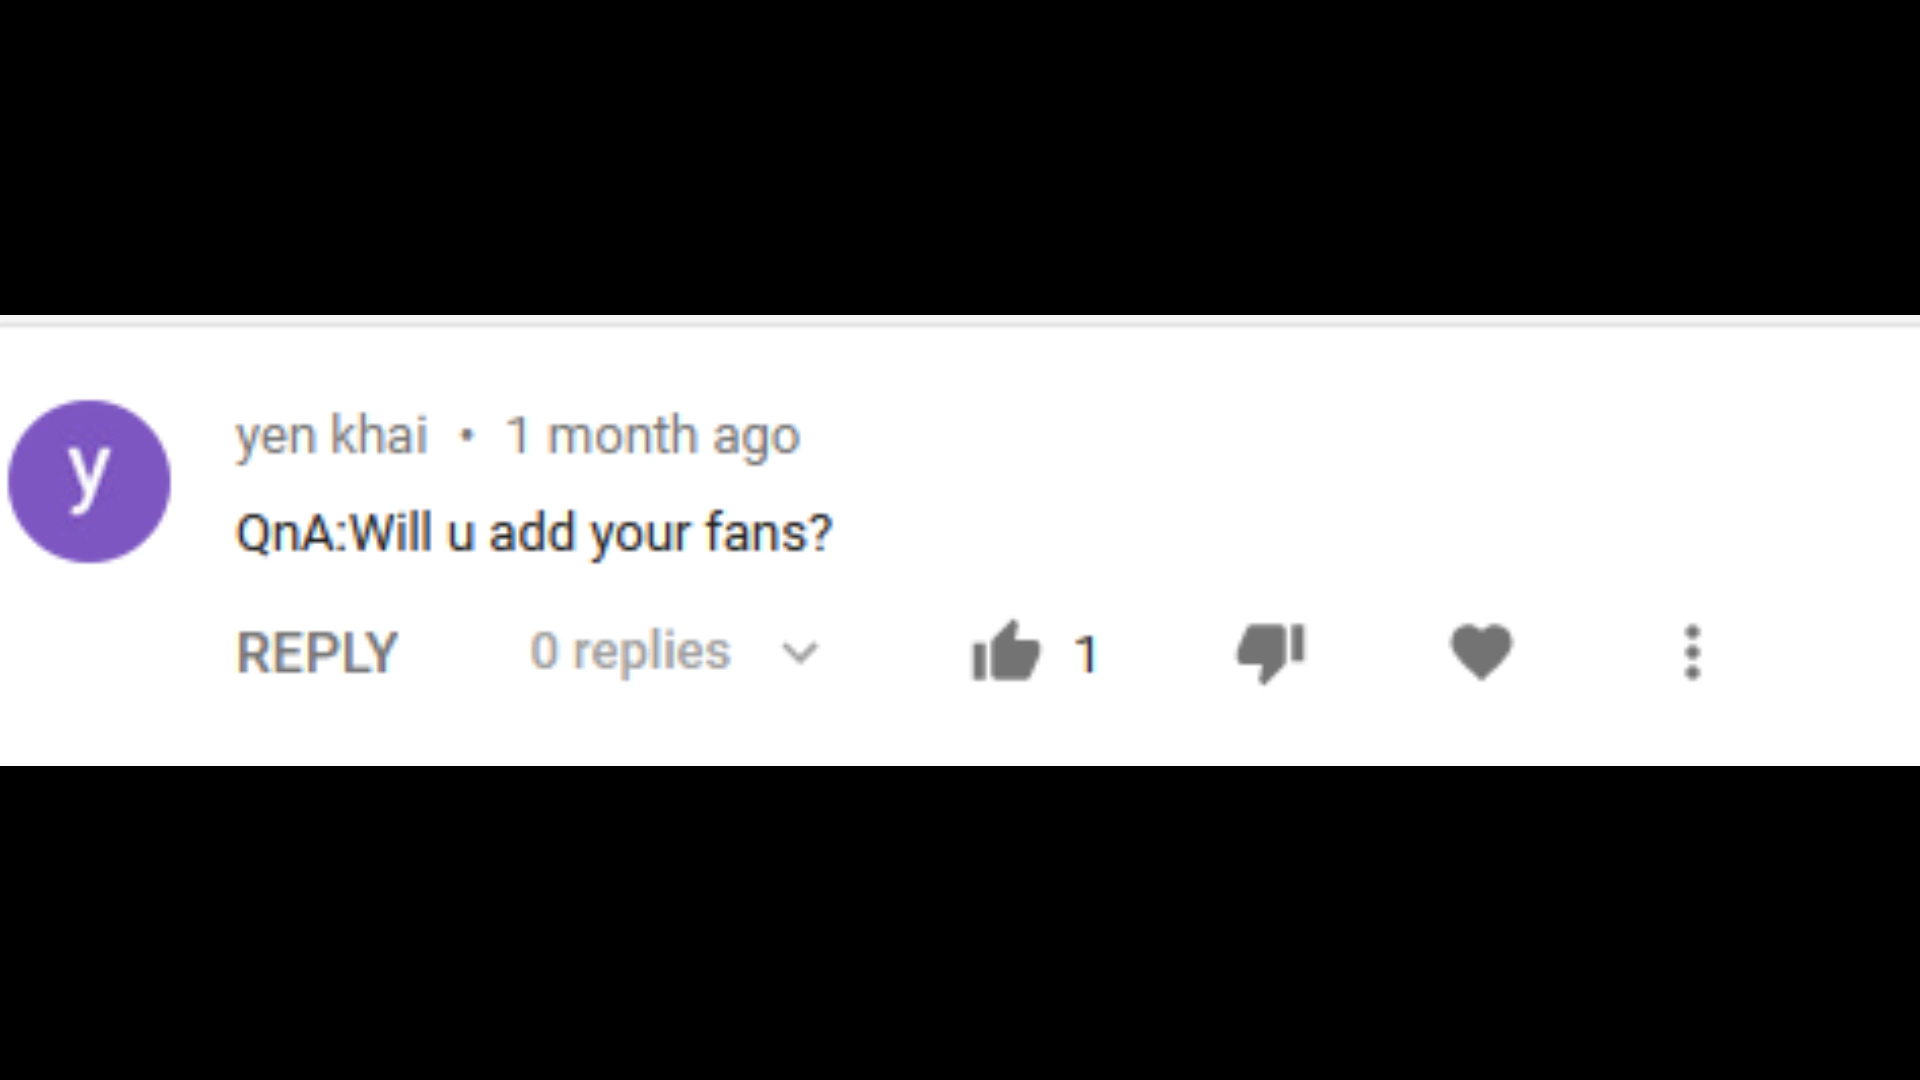 y
yen khai • 1 month ago
QnA:Will u add your fans?
REPLY 0 replies 1